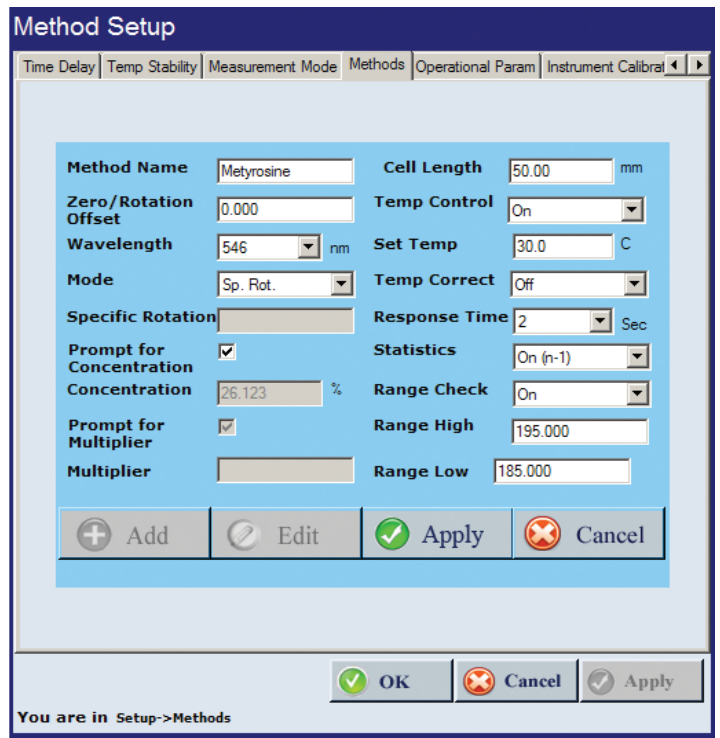 Method Setup
Time Delay Temp Stability Measurement Mode Methods Operational Param Instrument Calibrat
Method Name Metyrosine Cell Length 50.00 mm
Zero/Rotation
Offset 0.000 Temp Control On
Wavelength 546 nm Set Temp 30.0 C
Mode Sp. Rot. Temp Correct Off
Specific Rotation Response Time 2 Sec
Prompt for
Concentration Statistics On (n-1)
Concentration 26.123 % Range Check On
Prompt for
Multiplier Range High 195.000
Multiplier Range Low 185.000
Add Edit Apply Cancel
OK Cancel Apply
You are in Setup->Methods